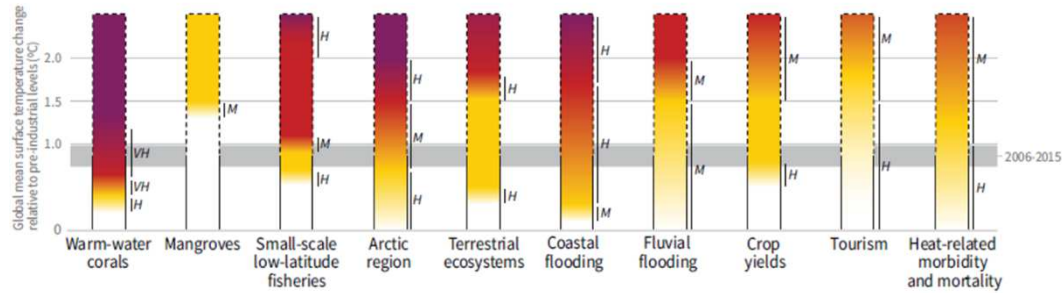 Global mean surface temperature change
relative to pre-industrial levels (°C)
2.0
1.5
1.0
0
2006-2015
VH
VH
H
M
H
M
H
H
M
H
H
H
H
H
M
M
M
M
H
M
H
M
H
Warm-water
corals
Mangroves
Small-scale
low-latitude
fisheries
Arctic
region
Terrestrial
ecosystems
Coastal
flooding
Fluvial
flooding
Crop
yields
Tourism
Heat-related
morbidity
and mortality